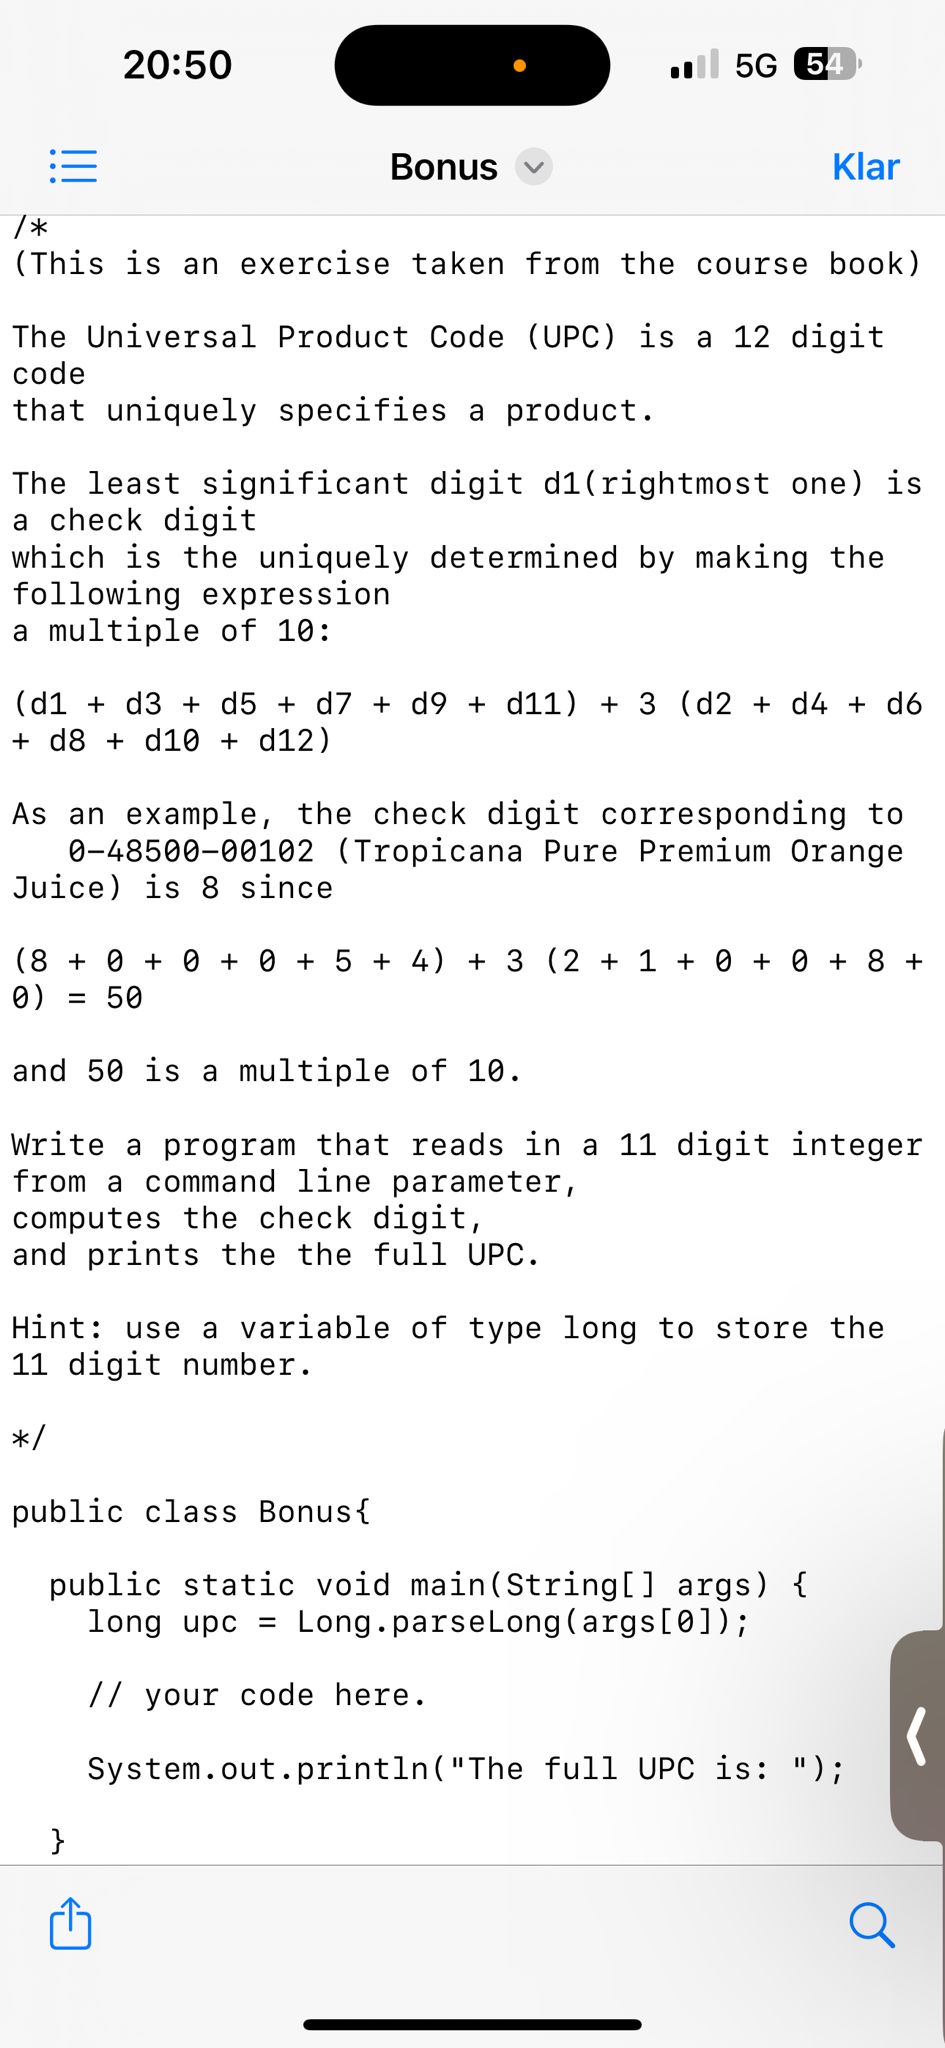 20:50
5G 54
Bonus
Klar
/*
(This is an exercise taken from the course book)
The Universal Product Code (UPC) is a 12 digit
code
that uniquely specifies a product.
The least significant digit d1(rightmost one) is
a check digit
which is the uniquely determined by making the
following expression
a multiple of 10:
(d1 + d3 + d5 + d7 + d9 + d11) + 3 (d2 + d4 + d6
+ d8 + d10 + d12)
As an example, the check digit corresponding to
0-48500-00102 (Tropicana Pure Premium Orange
Juice) is 8 since
(8 + 0 + 0 + 0 + 5 + 4) + 3 (2 + 1 + 0 + 0 + 8 +
0) = 50
and 50 is a multiple of 10.
Write a program that reads in a 11 digit integer
from a command line parameter,
computes the check digit,
and prints the the full UPC.
Hint: use a variable of type long to store the
11 digit number.
*/
public class Bonus{
public static void main(String[] args) {
long upc = Long.parseLong(args[0]);
// your code here.
System.out.println("The full UPC is: ");
}